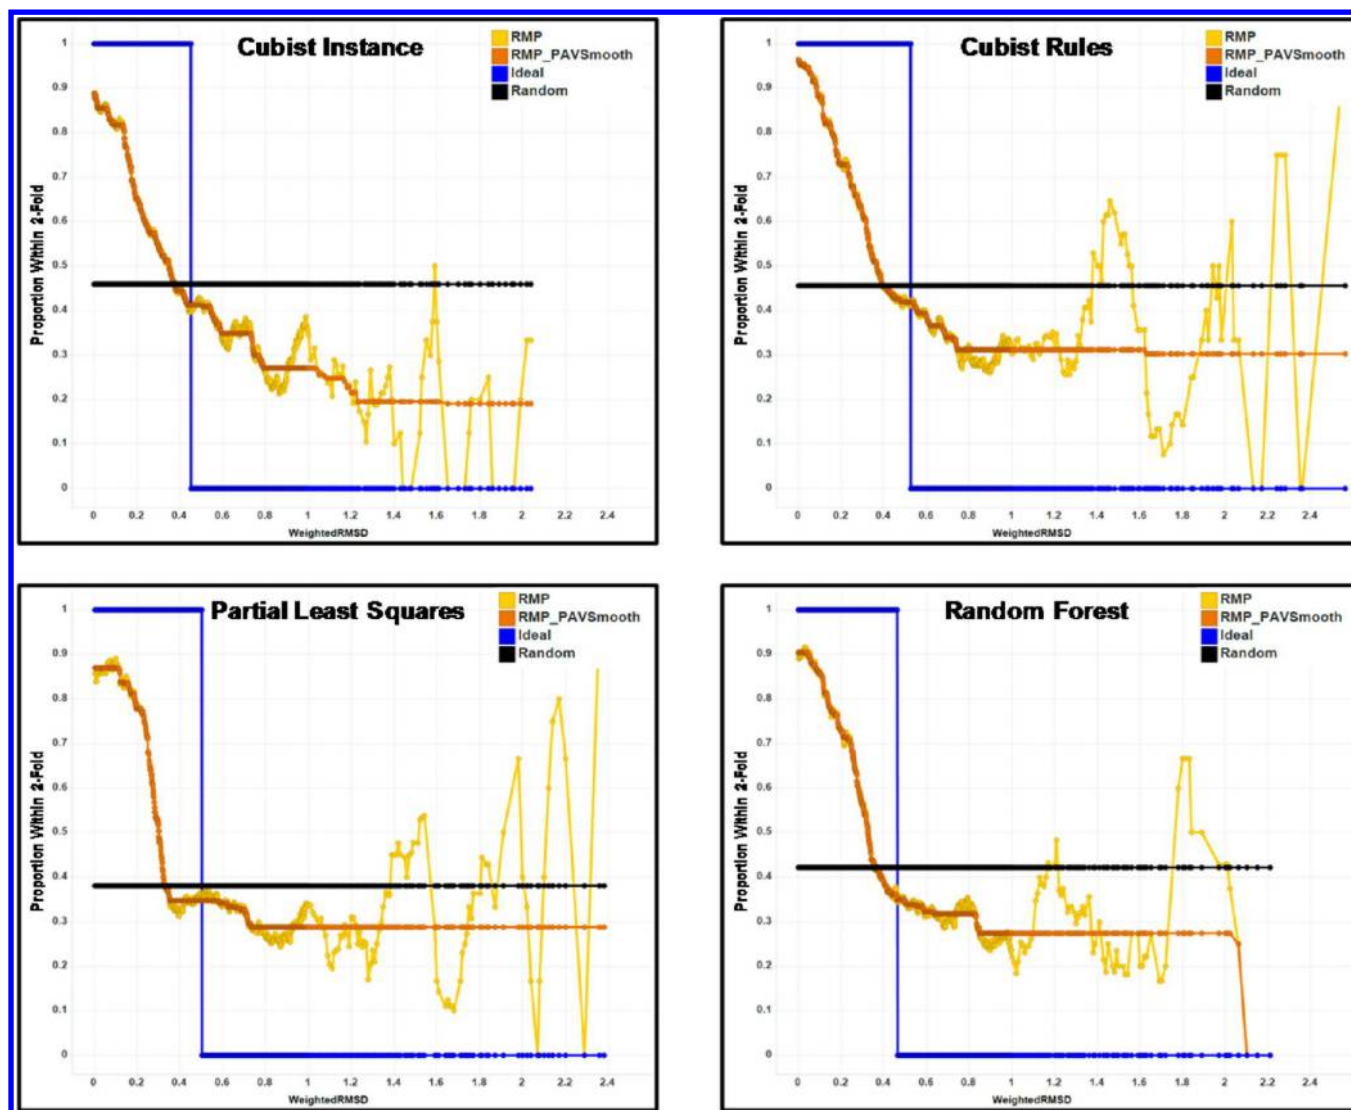 Cubist Instance
RMP
RMP_PAVSmooth
Ideal
Random
Proportion Within 2-Fold
1
0.9
0.8
0.7
0.6
0.5
0.4
0.3
0.2
0.1
0
0 0.2 0.4 0.6 0.8 1 1.2 1.4 1.6 1.8 2 2.2 2.4
WeightedRMSD
Cubist Rules
RMP
RMP_PAVSmooth
Ideal
Random
Proportion Within 2-Fold
1
0.9
0.8
0.7
0.6
0.5
0.4
0.3
0.2
0.1
0
0 0.2 0.4 0.6 0.8 1 1.2 1.4 1.6 1.8 2 2.2 2.4
WeightedRMSD
Partial Least Squares
RMP
RMP_PAVSmooth
Ideal
Random
Proportion Within 2-Fold
1
0.9
0.8
0.7
0.6
0.5
0.4
0.3
0.2
0.1
0
0 0.2 0.4 0.6 0.8 1 1.2 1.4 1.6 1.8 2 2.2 2.4
WeightedRMSD
Random Forest
RMP
RMP_PAVSmooth
Ideal
Random
Proportion Within 2-Fold
1
0.9
0.8
0.7
0.6
0.5
0.4
0.3
0.2
0.1
0
0 0.2 0.4 0.6 0.8 1 1.2 1.4 1.6 1.8 2 2.2 2.4
WeightedRMSD